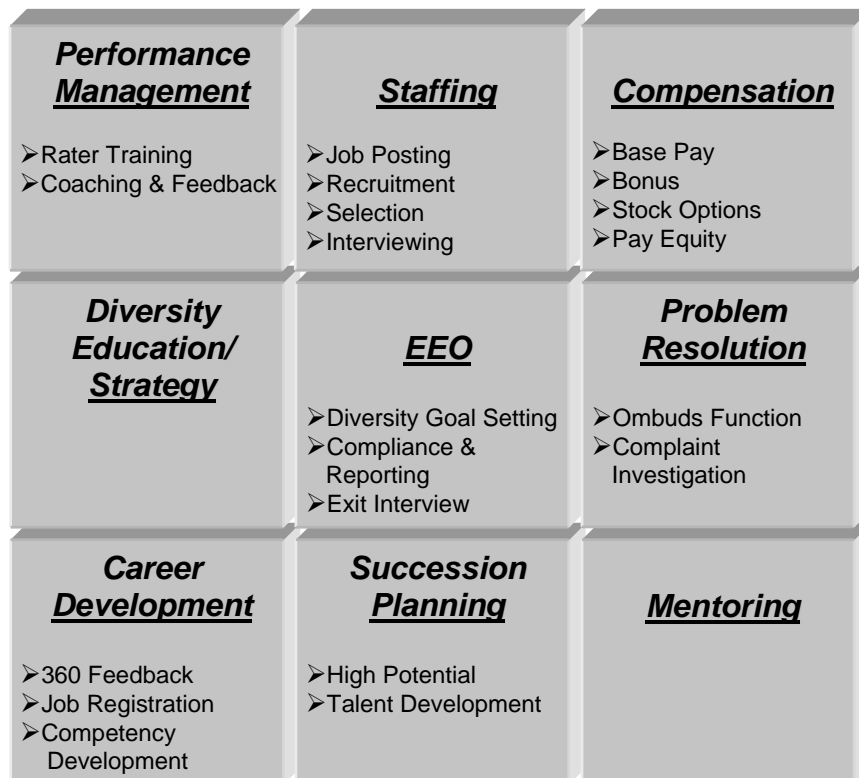 Performance
Management
➢Rater Training
➢Coaching & Feedback
Staffing
➢Job Posting
➢Recruitment
➢Selection
➢Interviewing
Compensation
➢Base Pay
➢Bonus
➢Stock Options
➢Pay Equity
Diversity
Education/
Strategy
EEO
➢Diversity Goal Setting
➢Compliance &
Reporting
➢Exit Interview
Problem
Resolution
➢Ombuds Function
➢Complaint
Investigation
Career
Development
➢360 Feedback
➢Job Registration
➢Competency
Development
Succession
Planning
➢High Potential
➢Talent Development
Mentoring